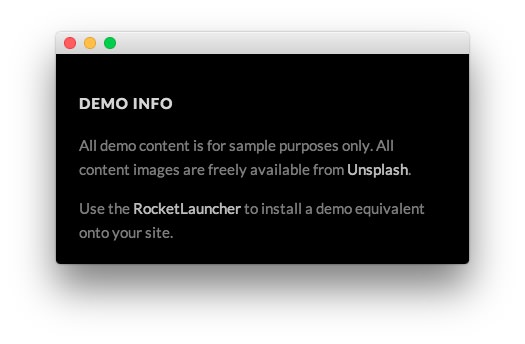 DEMO INFO
All demo content is for sample purposes only. All
content images are freely available from Unsplash.
Use the RocketLauncher to install a demo equivalent
onto your site.